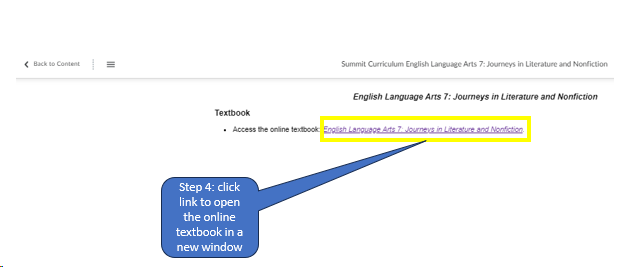 Back to Content
Summit Curriculum English Language Arts 7: Journeys in Literature and Nonfiction
English Language Arts 7: Journeys in Literature and Nonfiction
Textbook
• Access the online textbook: English Language Arts 7: Journeys in Literature and Nonfiction.
Step 4: click
link to open
the online
textbook in a
new window